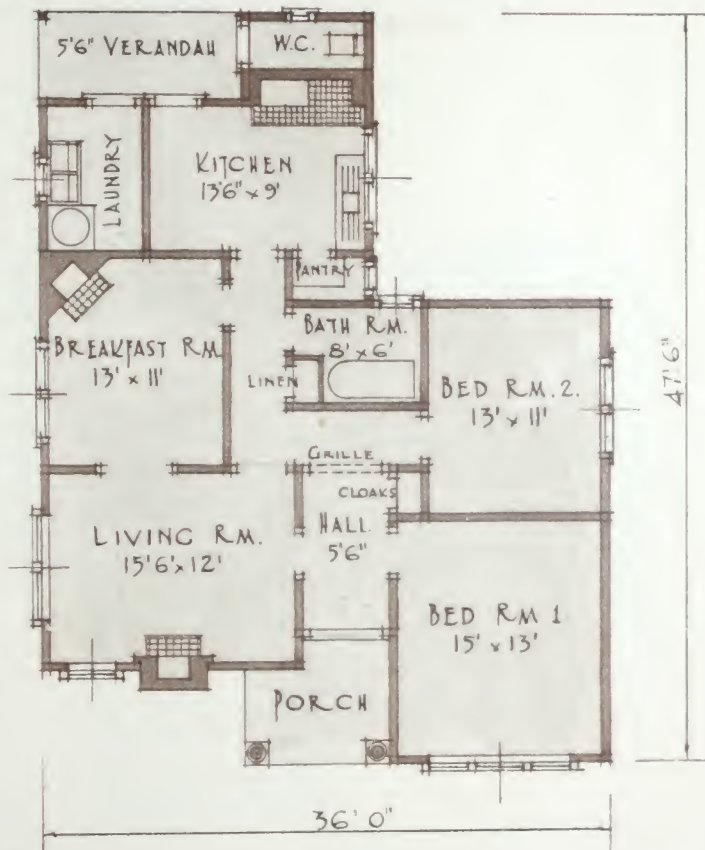 5'6" VERANDAH
W.C.
LAUNDRY
KITCHEN
13'6" x 9'
PANTRY
BREAKFAST RM
13' x 11'
BATH RM.
8' x 6'
LINEN
BED RM. 2.
13' x 11'
47'6"
GRILLE
CLOAKS
HALL
5'6"
LIVING RM.
15'6" x 12'
BED RM 1
15' x 13'
PORCH
36'0"